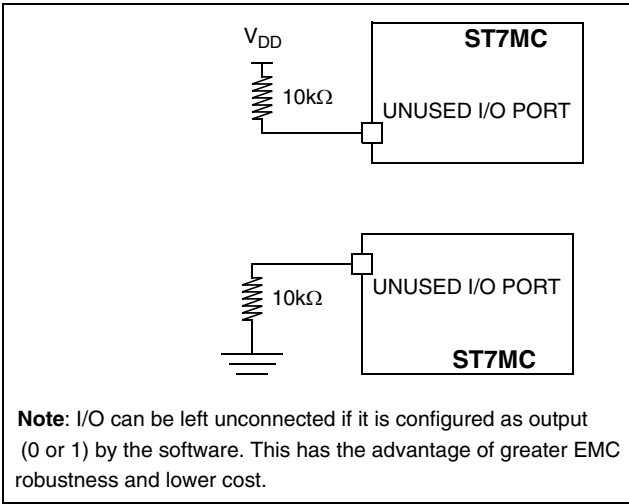 V_DD
ST7MC
10kΩ
UNUSED I/O PORT
10kΩ
UNUSED I/O PORT
ST7MC
Note: I/O can be left unconnected if it is configured as output
(0 or 1) by the software. This has the advantage of greater EMC
robustness and lower cost.